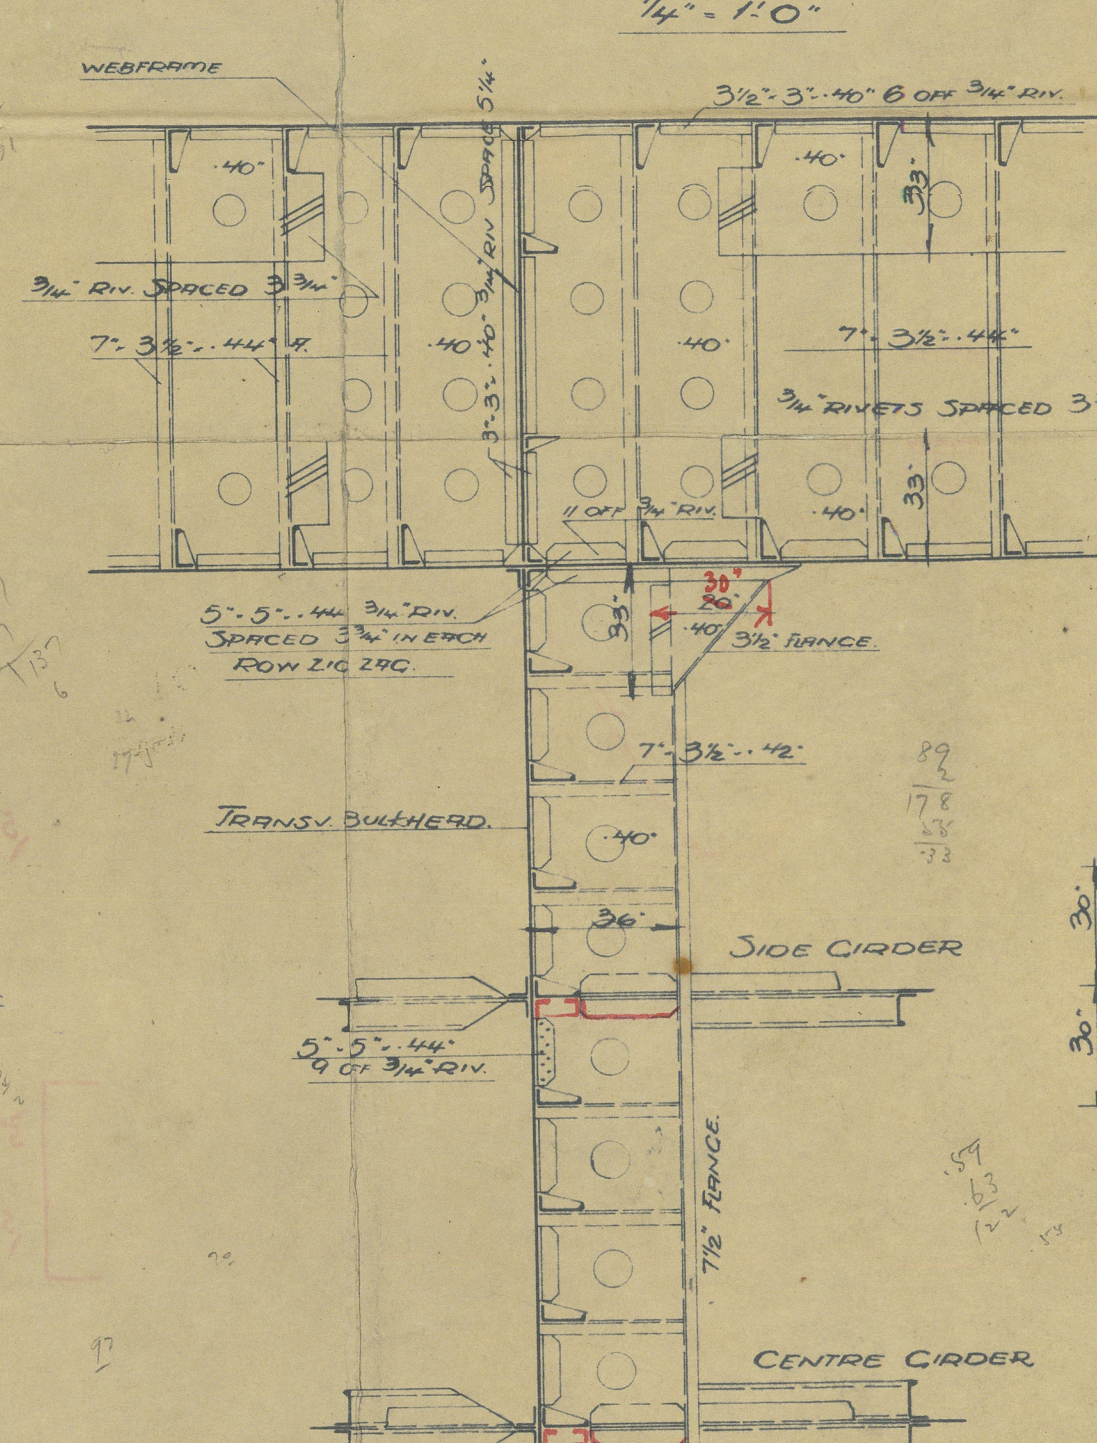 1/4" = 1'-0"
WEBFRAME
3½"-3"-.40" 6 OFF ¾" RIV.
3"-3"-.40" ¾" RIV SPACE 5¼"
.40"
.40"
33"
¾" RIV. SPACED 3 ¾"
7"-3½"-.44"
.40"
.40"
7"-3½"-.44"
¾" RIVETS SPACED 3
33"
11 OFF ¾" RIV.
.40"
5"-5"-.44 ¾" RIV.
SPACED 3¾" IN EACH
ROW ZIG ZAG.
33"
30"
20"
.40"
3½" FLANGE.
137
6
7"-3½"-.42"
89
2
178
33
TRANSV. BULKHEAD.
.40"
36"
30"
SIDE GIRDER
30"
5"-5"-.44"
9 OFF ¾" RIV.
7½" FLANGE.
.59
.63
122
97
CENTRE GIRDER